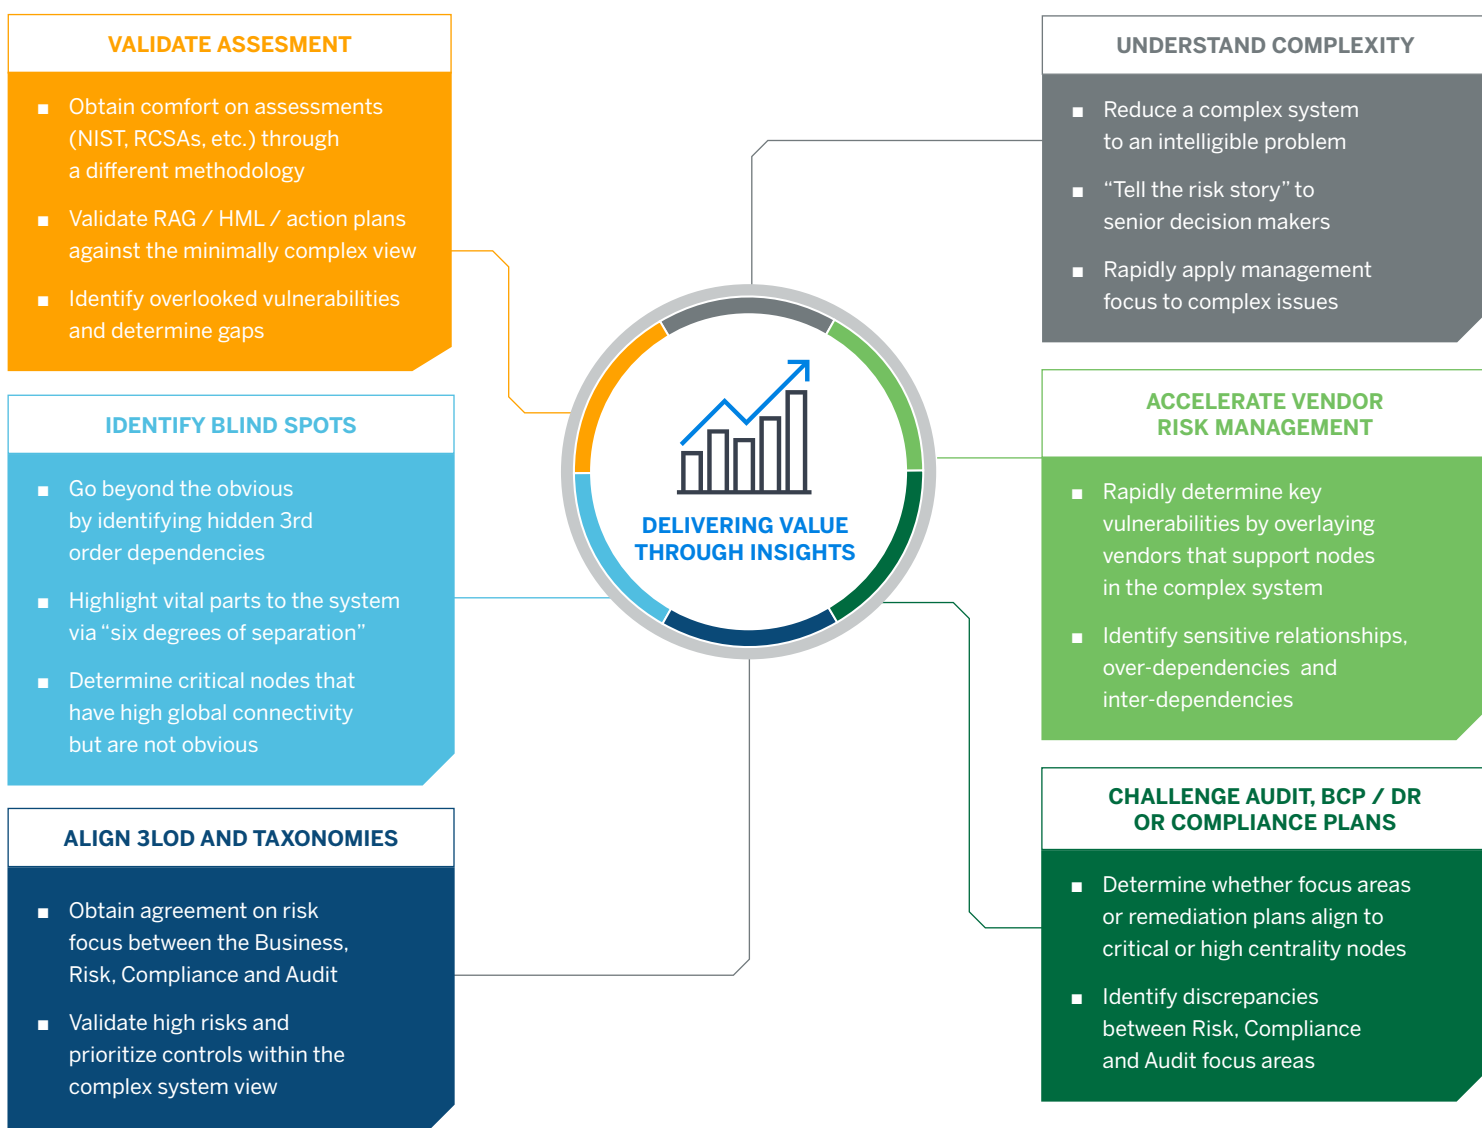 VALIDATE ASSESMENT
■ Obtain comfort on assessments
(NIST, RCSAs, etc.) through
a different methodology
■ Validate RAG / HML / action plans
against the minimally complex view
■ Identify overlooked vulnerabilities
and determine gaps
IDENTIFY BLIND SPOTS
■ Go beyond the obvious
by identifying hidden 3rd
order dependencies
■ Highlight vital parts to the system
via “six degrees of separation”
■ Determine critical nodes that
have high global connectivity
but are not obvious
ALIGN 3LOD AND TAXONOMIES
■ Obtain agreement on risk
focus between the Business,
Risk, Compliance and Audit
■ Validate high risks and
prioritize controls within the
complex system view
DELIVERING VALUE
THROUGH INSIGHTS
UNDERSTAND COMPLEXITY
■ Reduce a complex system
to an intelligible problem
■ “Tell the risk story” to
senior decision makers
■ Rapidly apply management
focus to complex issues
ACCELERATE VENDOR
RISK MANAGEMENT
■ Rapidly determine key
vulnerabilities by overlaying
vendors that support nodes
in the complex system
■ Identify sensitive relationships,
over-dependencies and
inter-dependencies
CHALLENGE AUDIT, BCP / DR
OR COMPLIANCE PLANS
■ Determine whether focus areas
or remediation plans align to
critical or high centrality nodes
■ Identify discrepancies
between Risk, Compliance
and Audit focus areas